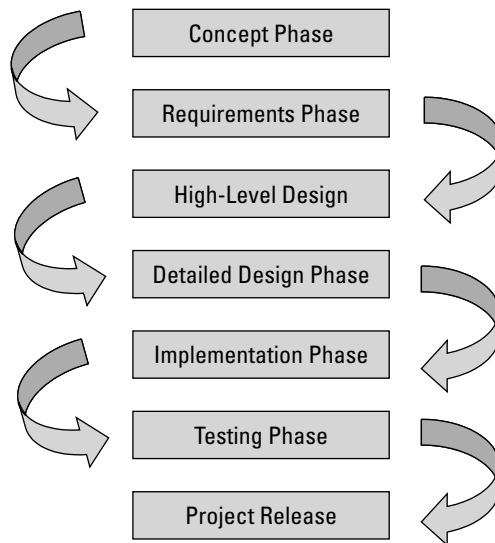 Concept Phase
Requirements Phase
High-Level Design
Detailed Design Phase
Implementation Phase
Testing Phase
Project Release